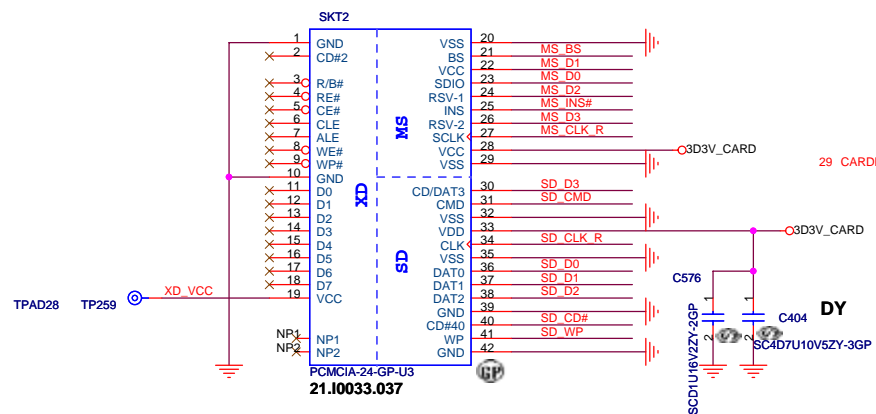 SKT2
1 GND VSS 20
2 CD#2 BS 21 MS_BS
VCC 22 MS_D1
3 R/B# SDIO 23 MS_D0
4 RE# RSV-1 24 MS_D2
5 CE# INS 25 MS_INS#
6 CLE RSV-2 26 MS_D3
7 ALE SCLK 27 MS_CLK_R
8 WE# VCC 28 3D3V_CARD
9 WP# VSS 29
29 CARD
MS
10 GND
XD
11 D0 CD/DAT3 30 SD_D3
12 D1 CMD 31 SD_CMD
13 D2 VSS 32
14 D3 VDD 33 3D3V_CARD
15 D4 CLK 34 SD_CLK_R
16 D5 VSS 35
SD
17 D6 DAT0 36 SD_D0
18 D7 DAT1 37 SD_D1
TPAD28 TP259 XD_VCC 19 VCC DAT2 38 SD_D2
GND 39
CD#40 40 SD_CD#
NP1 NP1 WP 41 SD_WP
NP2 NP2 GND 42
PCMCIA-24-GP-U3
21.I0033.037
GP
C576
1
2
SCD1U16V2ZY-2GP
1
2
C404
DY
SC4D7U10V5ZY-3GP